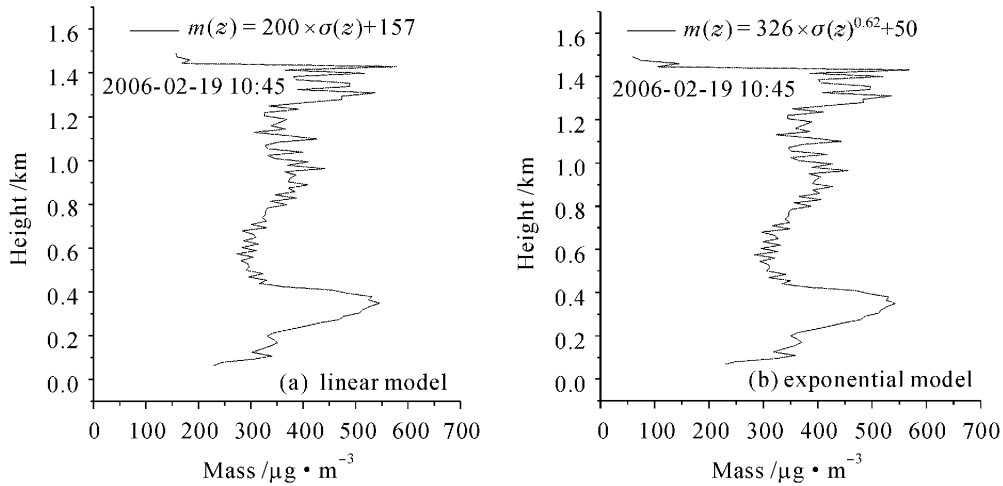 m(z) = 200 × σ(z)+157
2006-02-19 10:45
1.6
1.4
1.2
1.0
0.8
0.6
0.4
0.2
0.0
Height /km
(a) linear model
0 100 200 300 400 500 600 700
Mass /μg • m⁻³
m(z) = 326 × σ(z)⁰·⁶²+50
2006-02-19 10:45
1.6
1.4
1.2
1.0
0.8
0.6
0.4
0.2
0.0
Height /km
(b) exponential model
0 100 200 300 400 500 600 700
Mass /μg • m⁻³